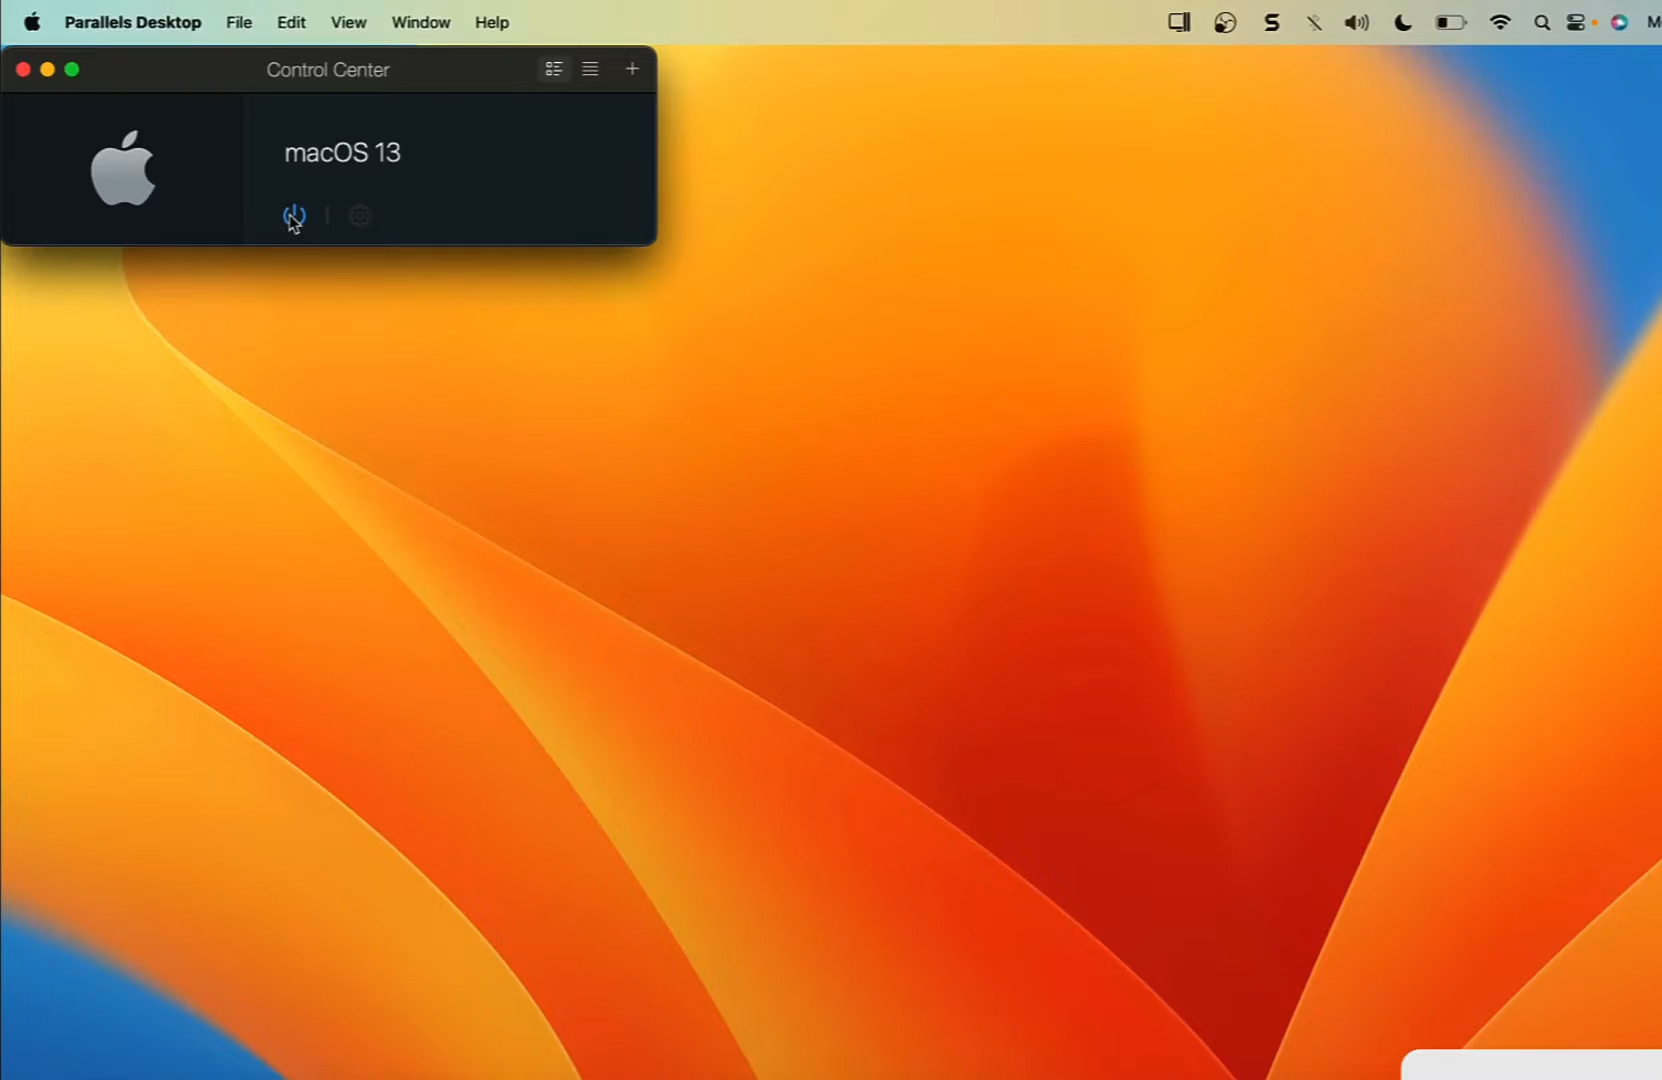 Parallels Desktop File Edit View Window Help
Control Center
macOS 13